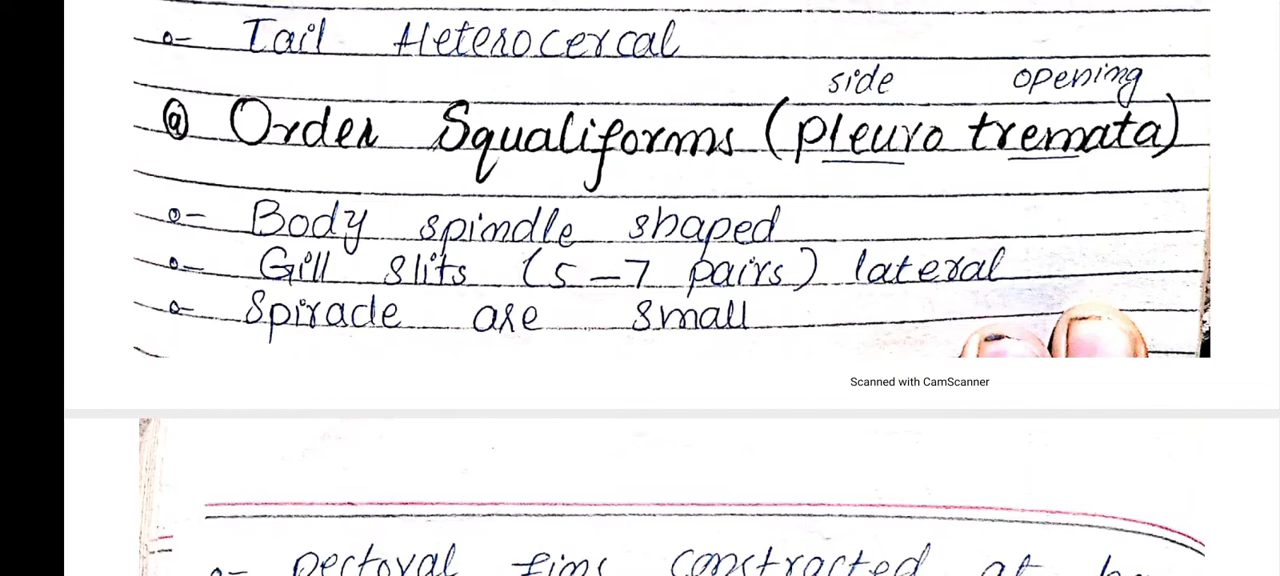 o- Tail Heterocercal
side opening
ⓐ Order Squaliforms (pleuro tremata)
o- Body spindle shaped
o- Gill slits (5-7 pairs) lateral
o- Spiracle are small
Scanned with CamScanner
o- Pectoral fins constracted at